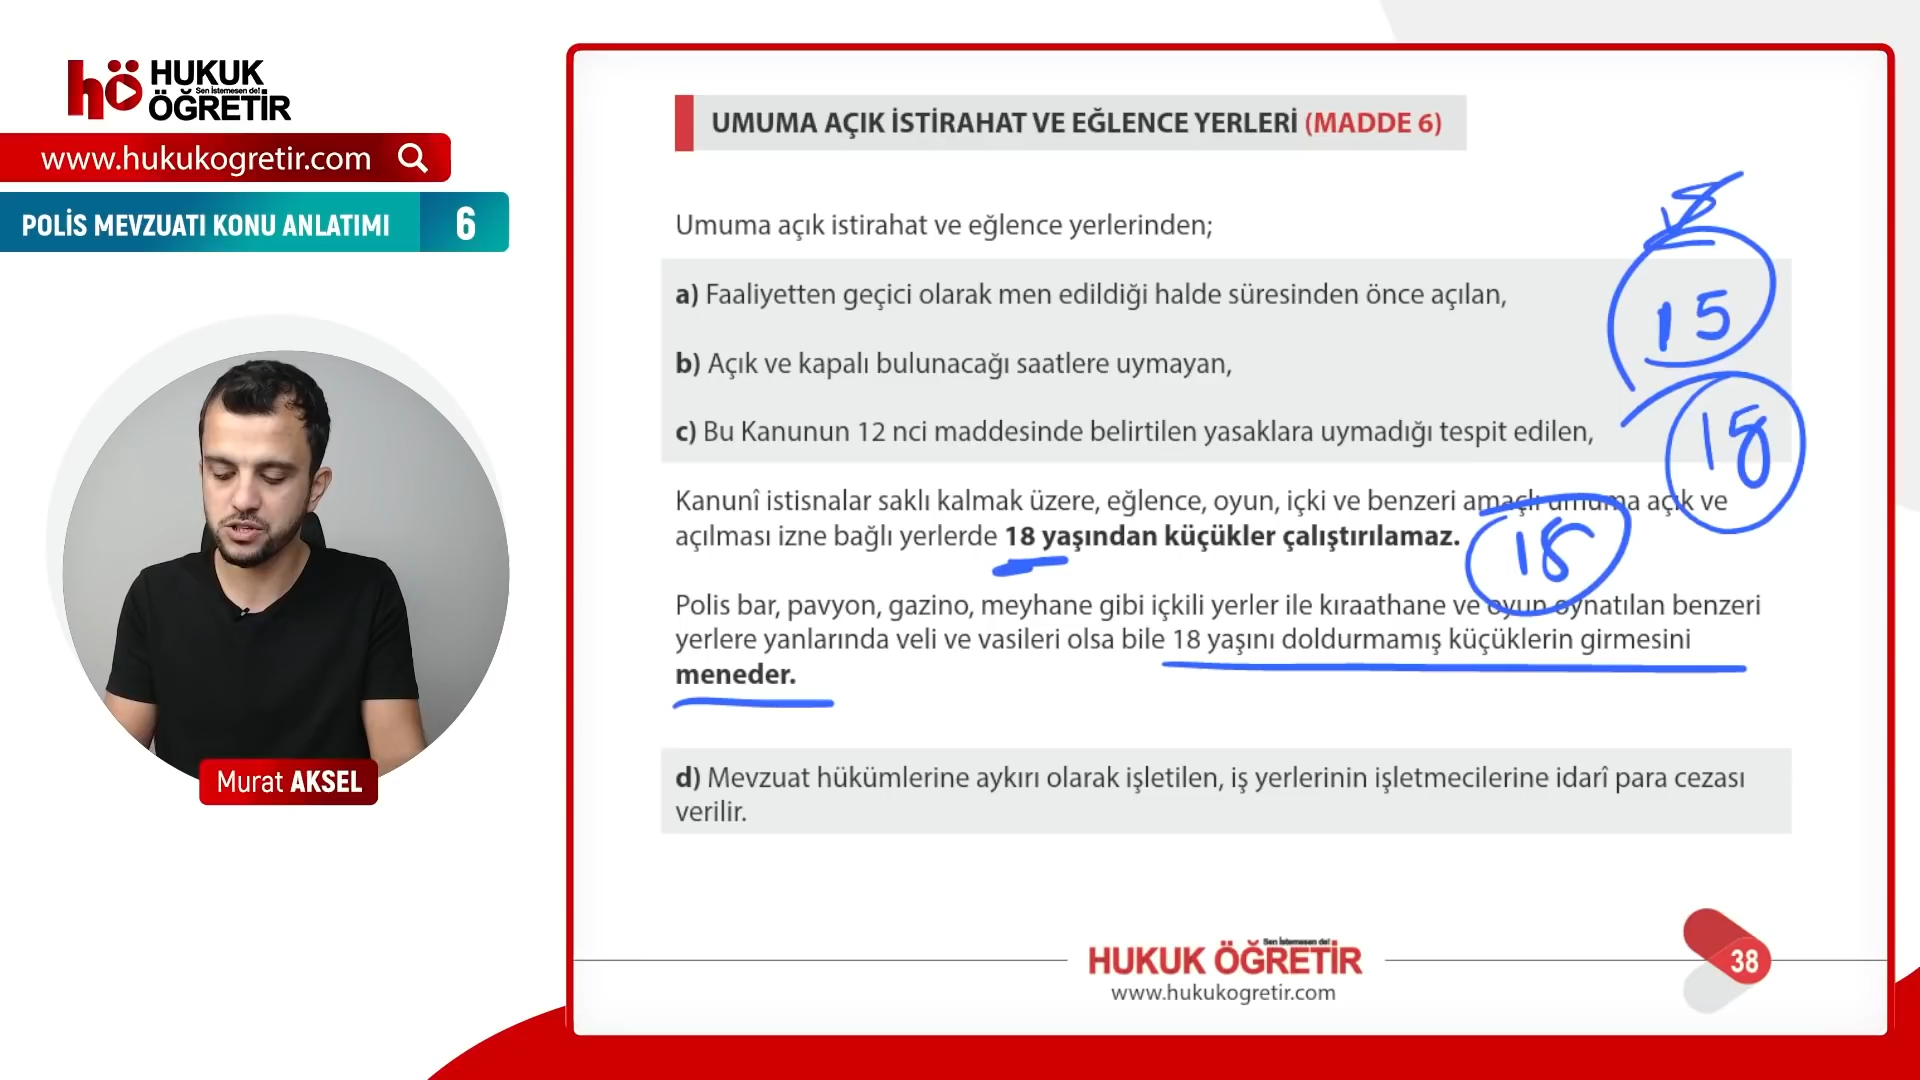 hö HUKUK
Sen İstemesen de!
ÖĞRETİR
www.hukukogretir.com
POLİS MEVZUATI KONU ANLATIMI 6
Murat AKSEL
UMUMA AÇIK İSTİRAHAT VE EĞLENCE YERLERİ (MADDE 6)
18
Umuma açık istirahat ve eğlence yerlerinden;
a) Faaliyetten geçici olarak men edildiği halde süresinden önce açılan,
15
b) Açık ve kapalı bulunacağı saatlere uymayan,
c) Bu Kanunun 12 nci maddesinde belirtilen yasaklara uymadığı tespit edilen,
18
Kanunî istisnalar saklı kalmak üzere, eğlence, oyun, içki ve benzeri amaçlı umuma açık ve
açılması izne bağlı yerlerde 18 yaşından küçükler çalıştırılamaz.
18
Polis bar, pavyon, gazino, meyhane gibi içkili yerler ile kıraathane ve oyun oynatılan benzeri
yerlere yanlarında veli ve vasileri olsa bile 18 yaşını doldurmamış küçüklerin girmesini
meneder.
d) Mevzuat hükümlerine aykırı olarak işletilen, iş yerlerinin işletmecilerine idarî para cezası
verilir.
Sen İstemesen de!
HUKUK ÖĞRETİR
www.hukukogretir.com
38